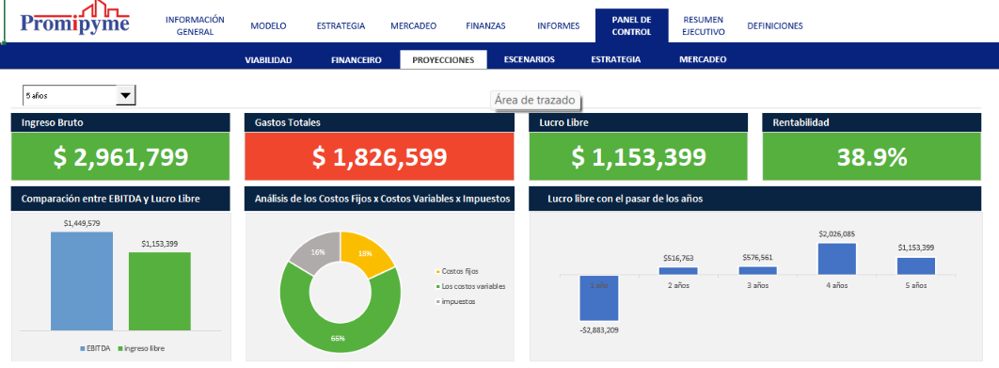 Promipyme
INFORMACIÓN GENERAL
MODELO
ESTRATEGIA
MERCADEO
FINANZAS
INFORMES
PANEL DE CONTROL
RESUMEN EJECUTIVO
DEFINICIONES
VIABILIDAD
FINANCEIRO
PROYECCIONES
ESCENARIOS
ESTRATEGIA
MERCADEO
5 años
Área de trazado
Ingreso Bruto
$ 2,961,799
Gastos Totales
$ 1,826,599
Lucro Libre
$ 1,153,399
Rentabilidad
38.9%
Comparación entre EBITDA y Lucro Libre
$1,449,579
$1,153,399
EBITDA
ingreso libre
Análisis de los Costos Fijos x Costos Variables x Impuestos
16%
18%
66%
Costos fijos
Los costos variables
impuestos
Lucro libre con el pasar de los años
-$2,883,209
$516,763
$576,561
$2,026,085
$1,153,399
1 año
2 años
3 años
4 años
5 años